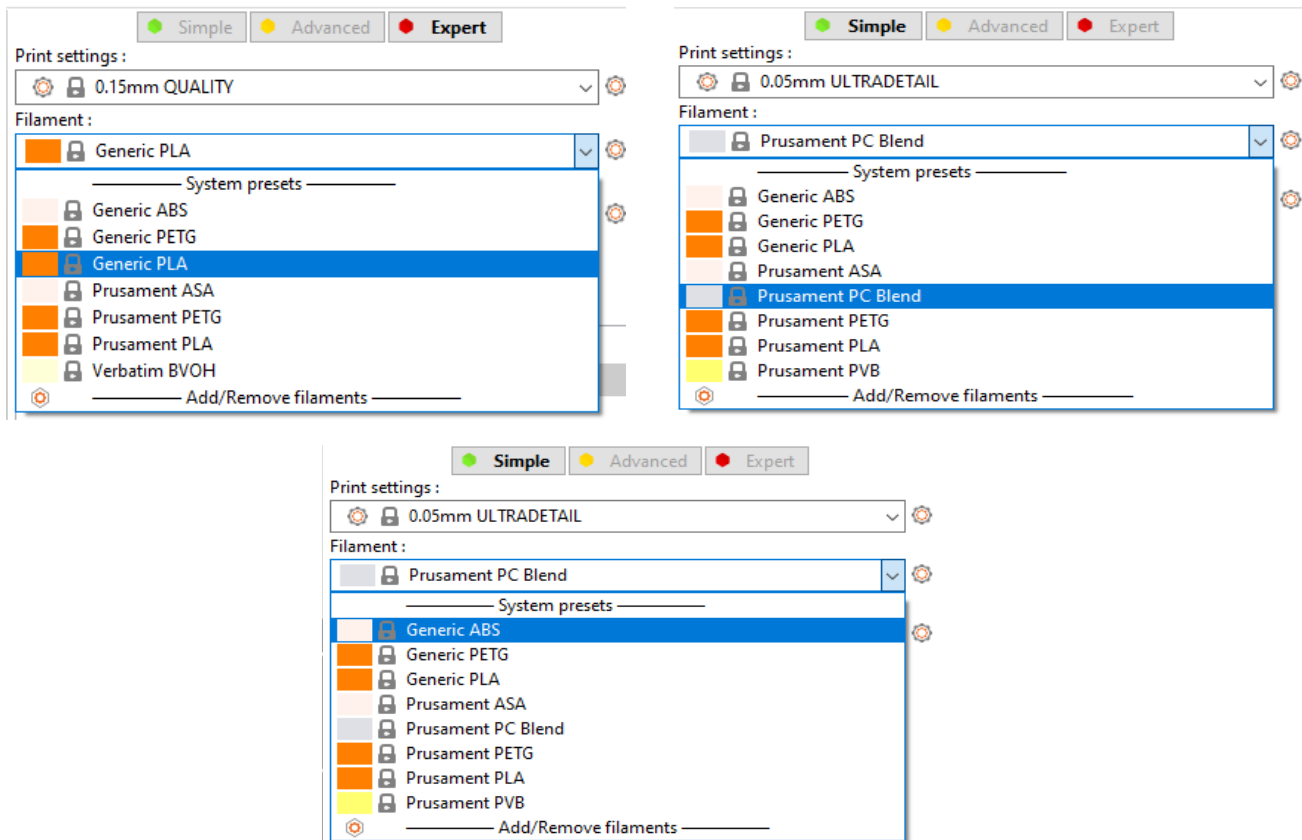 Simple Advanced Expert
Print settings :
0.15mm QUALITY
Filament :
Generic PLA
System presets
Generic ABS
Generic PETG
Generic PLA
Prusament ASA
Prusament PETG
Prusament PLA
Verbatim BVOH
Add/Remove filaments
Simple Advanced Expert
Print settings :
0.05mm ULTRADETAIL
Filament :
Prusament PC Blend
System presets
Generic ABS
Generic PETG
Generic PLA
Prusament ASA
Prusament PC Blend
Prusament PETG
Prusament PLA
Prusament PVB
Add/Remove filaments
Simple Advanced Expert
Print settings :
0.05mm ULTRADETAIL
Filament :
Prusament PC Blend
System presets
Generic ABS
Generic PETG
Generic PLA
Prusament ASA
Prusament PC Blend
Prusament PETG
Prusament PLA
Prusament PVB
Add/Remove filaments